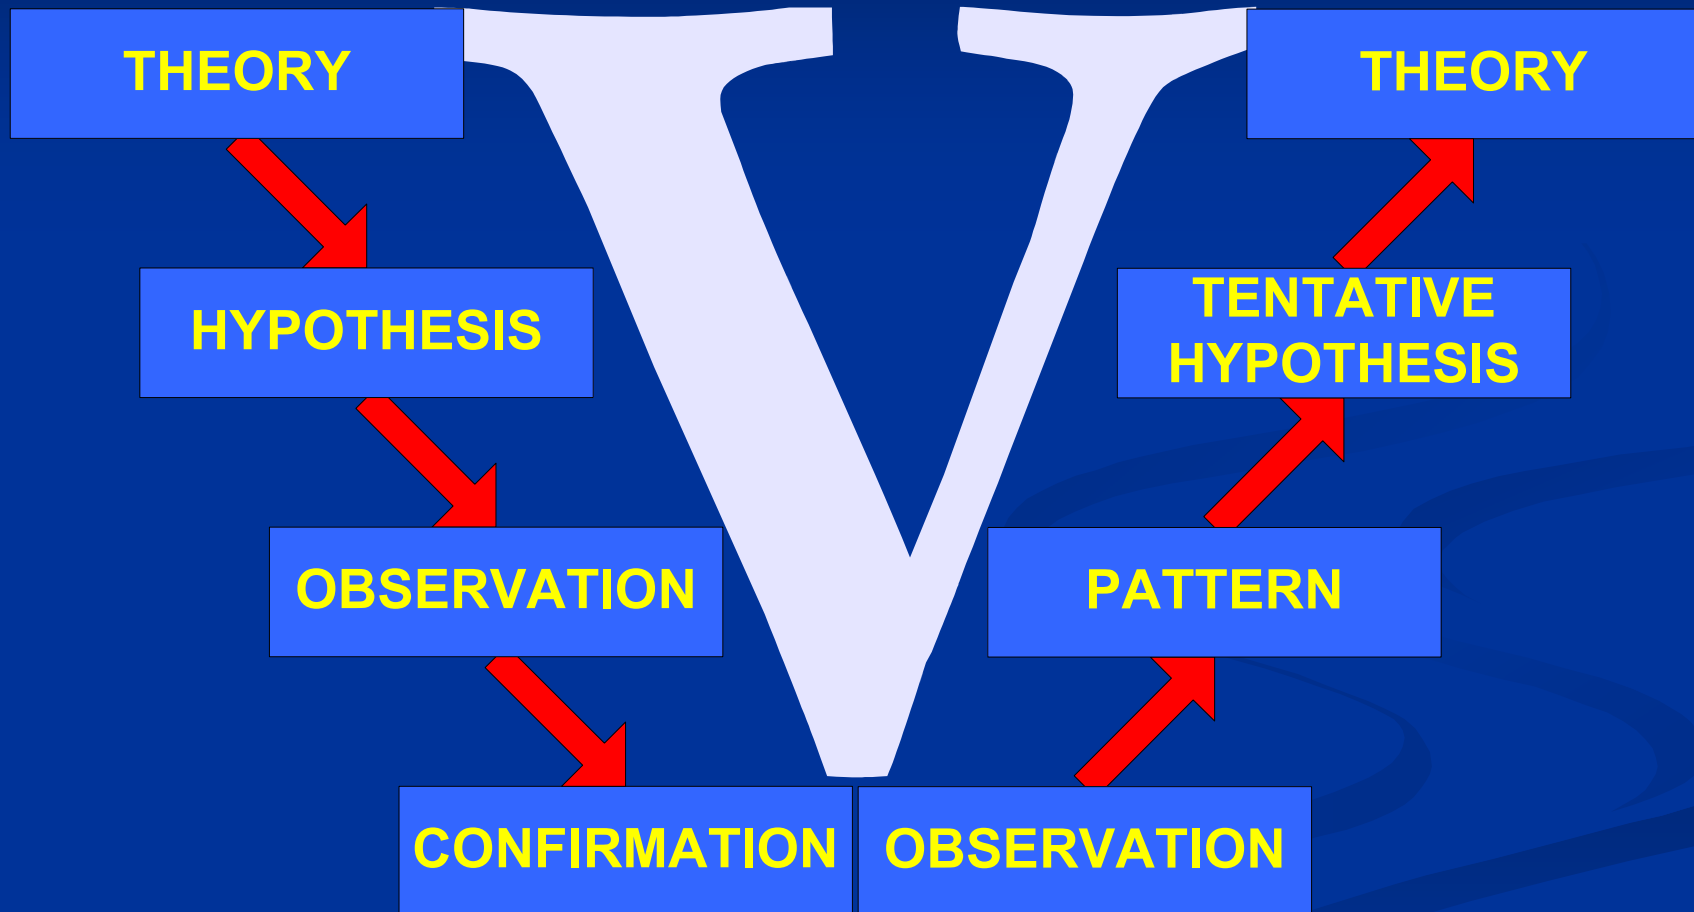 THEORY
HYPOTHESIS
OBSERVATION
CONFIRMATION
V
THEORY
TENTATIVE
HYPOTHESIS
PATTERN
OBSERVATION